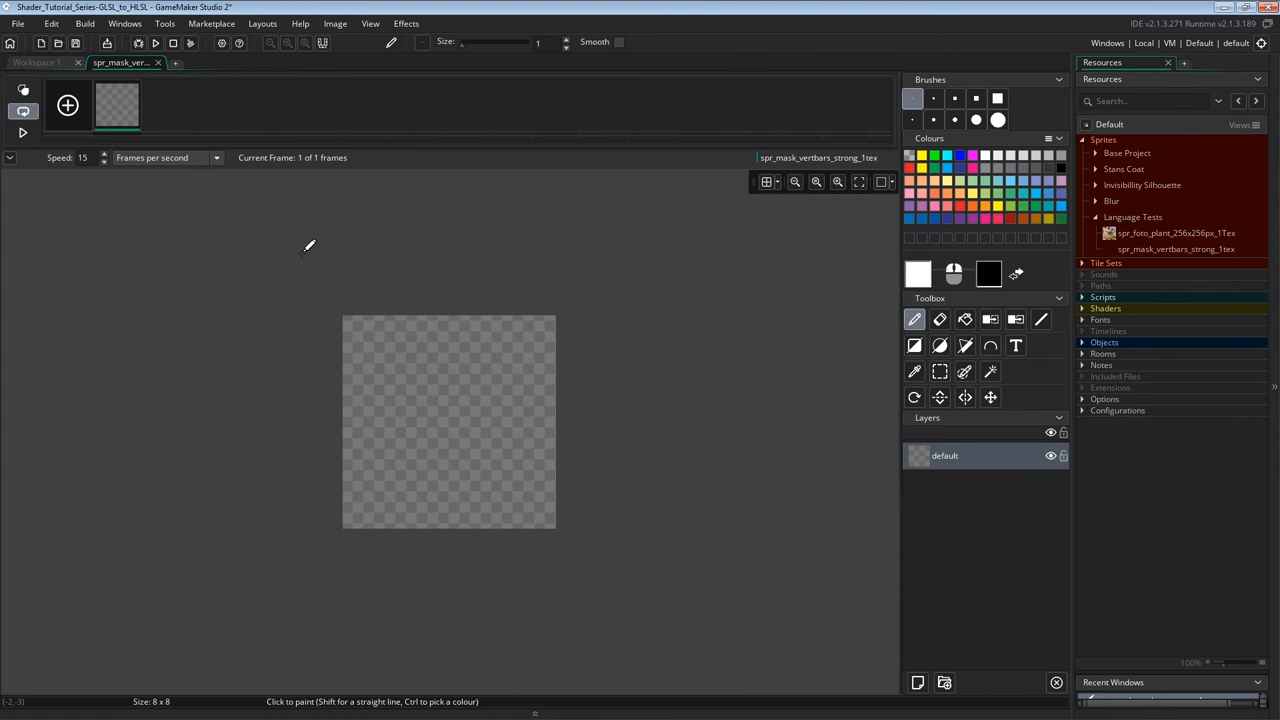 Shader_Tutorial_Series-GLSL_to_HLSL - GameMaker Studio 2*
File Edit Build Windows Tools Marketplace Layouts Help Image View Effects
IDE v2.1.3.271 Runtime v2.1.3.189
Size: 1 Smooth
Windows | Local | VM | Default | default
Workspace 1 spr_mask_ver...
Speed: 15 Frames per second Current Frame: 1 of 1 frames spr_mask_vertbars_strong_1tex
Brushes
Colours
Toolbox
T
Layers
default
Resources
Resources
Search...
Default Views
Sprites
Base Project
Stans Coat
Invisibility Silhouette
Blur
Language Tests
spr_foto_plant_256x256px_1Tex
spr_mask_vertbars_strong_1tex
Tile Sets
Sounds
Paths
Scripts
Shaders
Fonts
Timelines
Objects
Rooms
Notes
Included Files
Extensions
Options
Configurations
100%
Recent Windows
(-2,-3) Size: 8 x 8 Click to paint (Shift for a straight line, Ctrl to pick a colour)